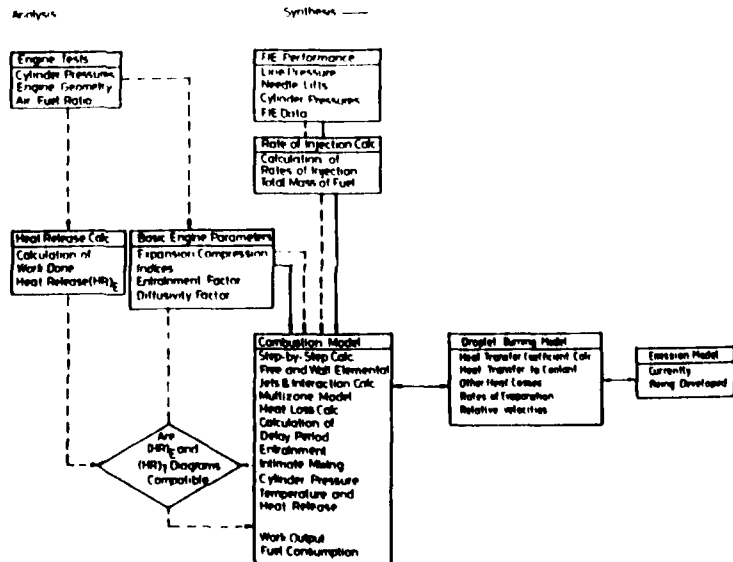 Analysis
Synthesis
Engine Tests
Cylinder Pressures
Engine Geometry
Air Fuel Ratio
FIE Performance
Line Pressure
Needle Lifts
Cylinder Pressures
FIE Data
Rate of Injection Calc
Calculation of
Rates of Injection
Total Mass of Fuel
Heat Release Calc
Calculation of
Work Done
Heat Release(HR)E
Basic Engine Parameters
Expansion Compression
Indices
Entrainment Factor
Diffusivity Factor
Combustion Model
Step-by-Step Calc
Free and Wall Elemental
Jets & Interaction Calc
Multizone Model
Heat Loss Calc
Calculation of
Delay Period
Entrainment
Intimate Mixing
Cylinder Pressure
Temperature and
Heat Release
Work Output
Fuel Consumption
Droplet Burning Model
Heat Transfer Coefficient Calc
Heat Transfer to
Other Heat Losses
Rates of Evaporation
Relative velocities
Emission Model
Currently
Being Developed
Are
(HR)E and
(HR)T Diagrams
Compatible